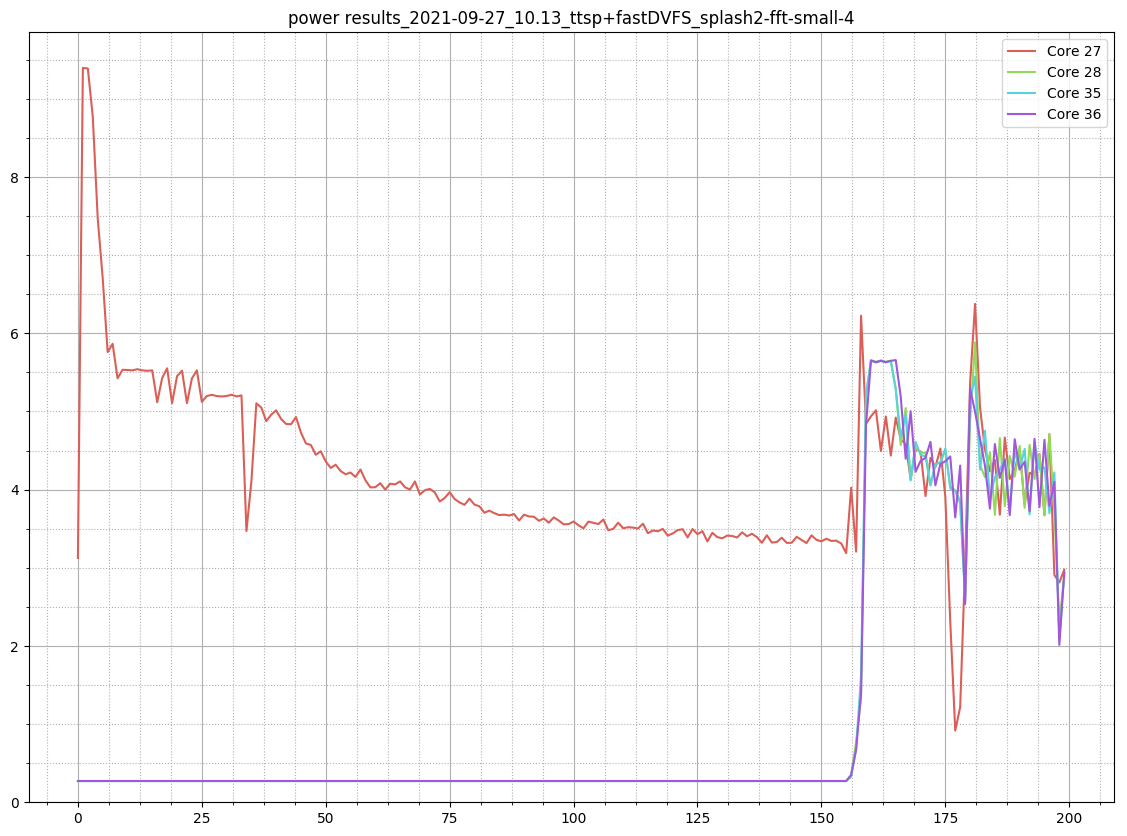 power results_2021-09-27_10.13_ttsp+fastDVFS_splash2-fft-small-4
Core 27
Core 28
Core 35
Core 36
8
6
4
2
0
0 25 50 75 100 125 150 175 200